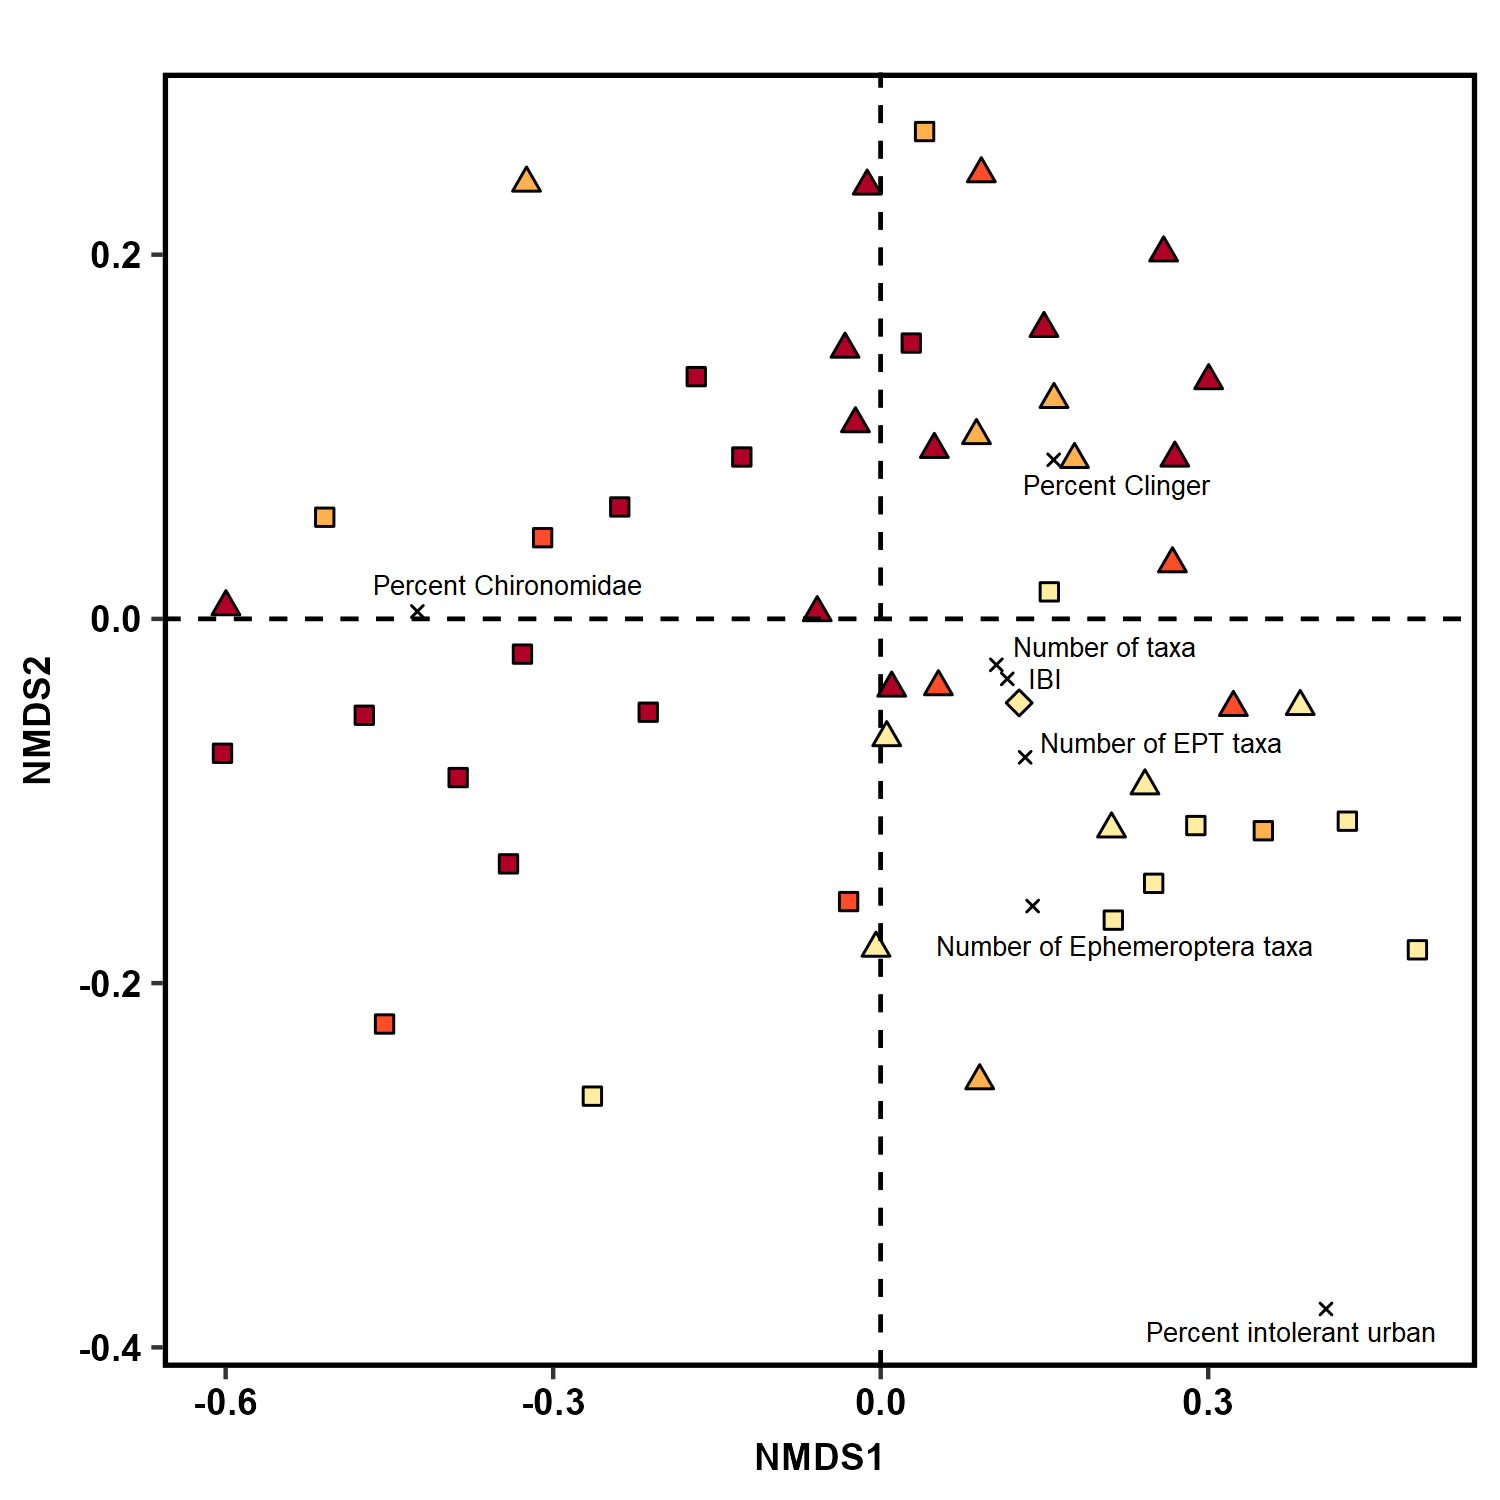 0.2
Percent Clinger
Percent Chironomidae
0.0
Number of taxa
IBI
NMDS2
Number of EPT taxa
Number of Ephemeroptera taxa
-0.2
Percent intolerant urban
-0.4
-0.6
-0.3
0.0
0.3
NMDS1